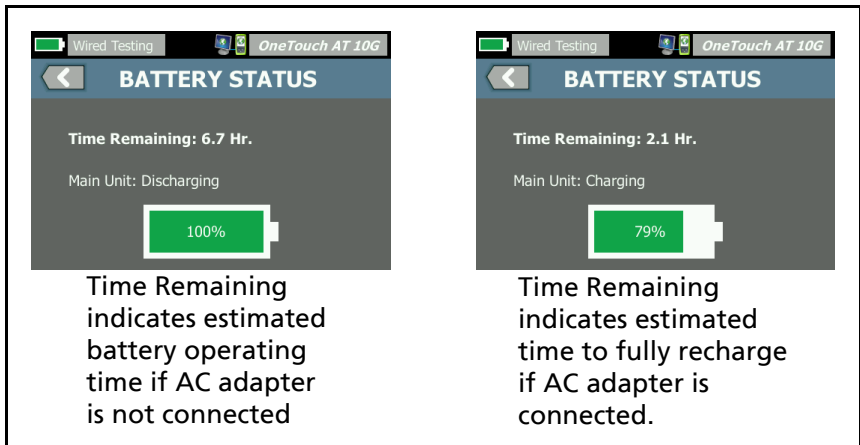 Wired Testing OneTouch AT 10G
BATTERY STATUS
Time Remaining: 6.7 Hr.
Main Unit: Discharging
100%
Time Remaining
indicates estimated
battery operating
time if AC adapter
is not connected
Wired Testing OneTouch AT 10G
BATTERY STATUS
Time Remaining: 2.1 Hr.
Main Unit: Charging
79%
Time Remaining
indicates estimated
time to fully recharge
if AC adapter is
connected.